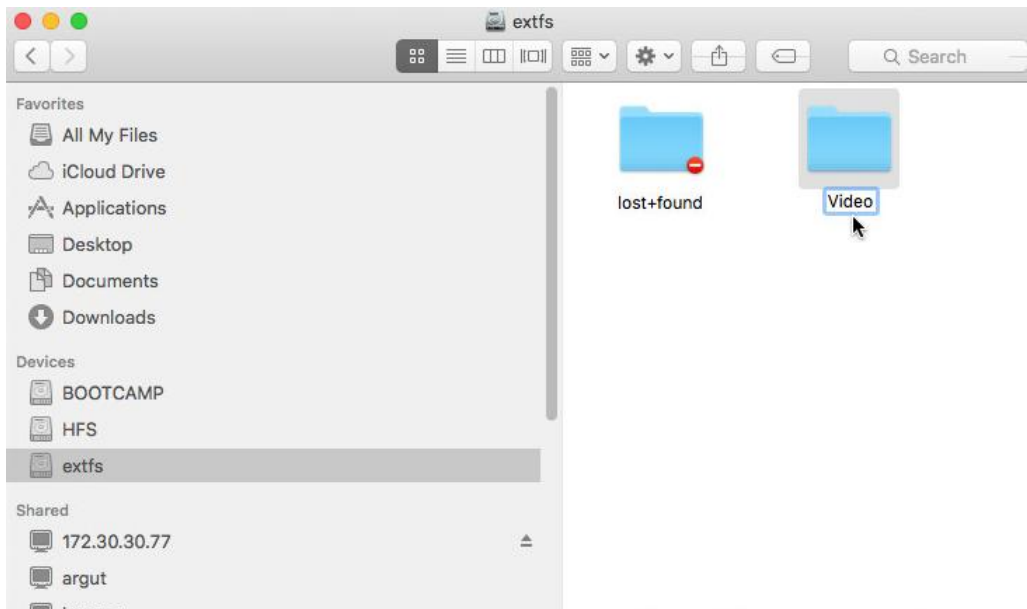 extfs
Search
Favorites
All My Files
iCloud Drive
Applications
Desktop
Documents
Downloads
Devices
BOOTCAMP
HFS
extfs
Shared
172.30.30.77
argut
lost+found
Video